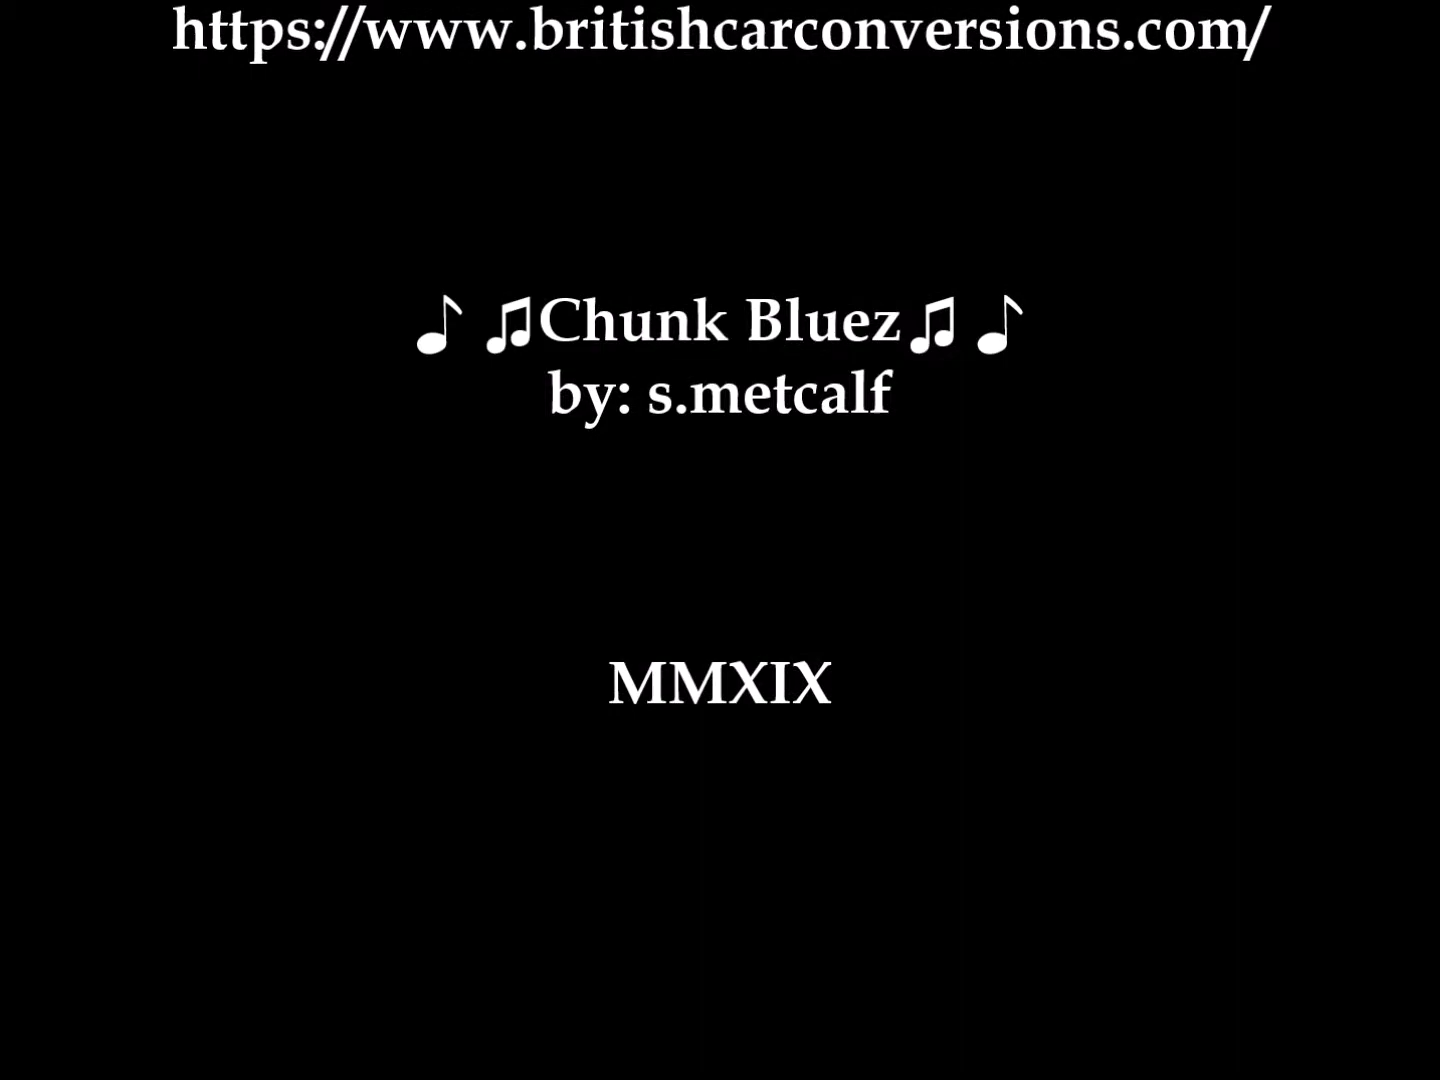 https://www.britishcarconversions.com/
♪ ♫Chunk Bluez♫ ♪
by: s.metcalf
MMXIX